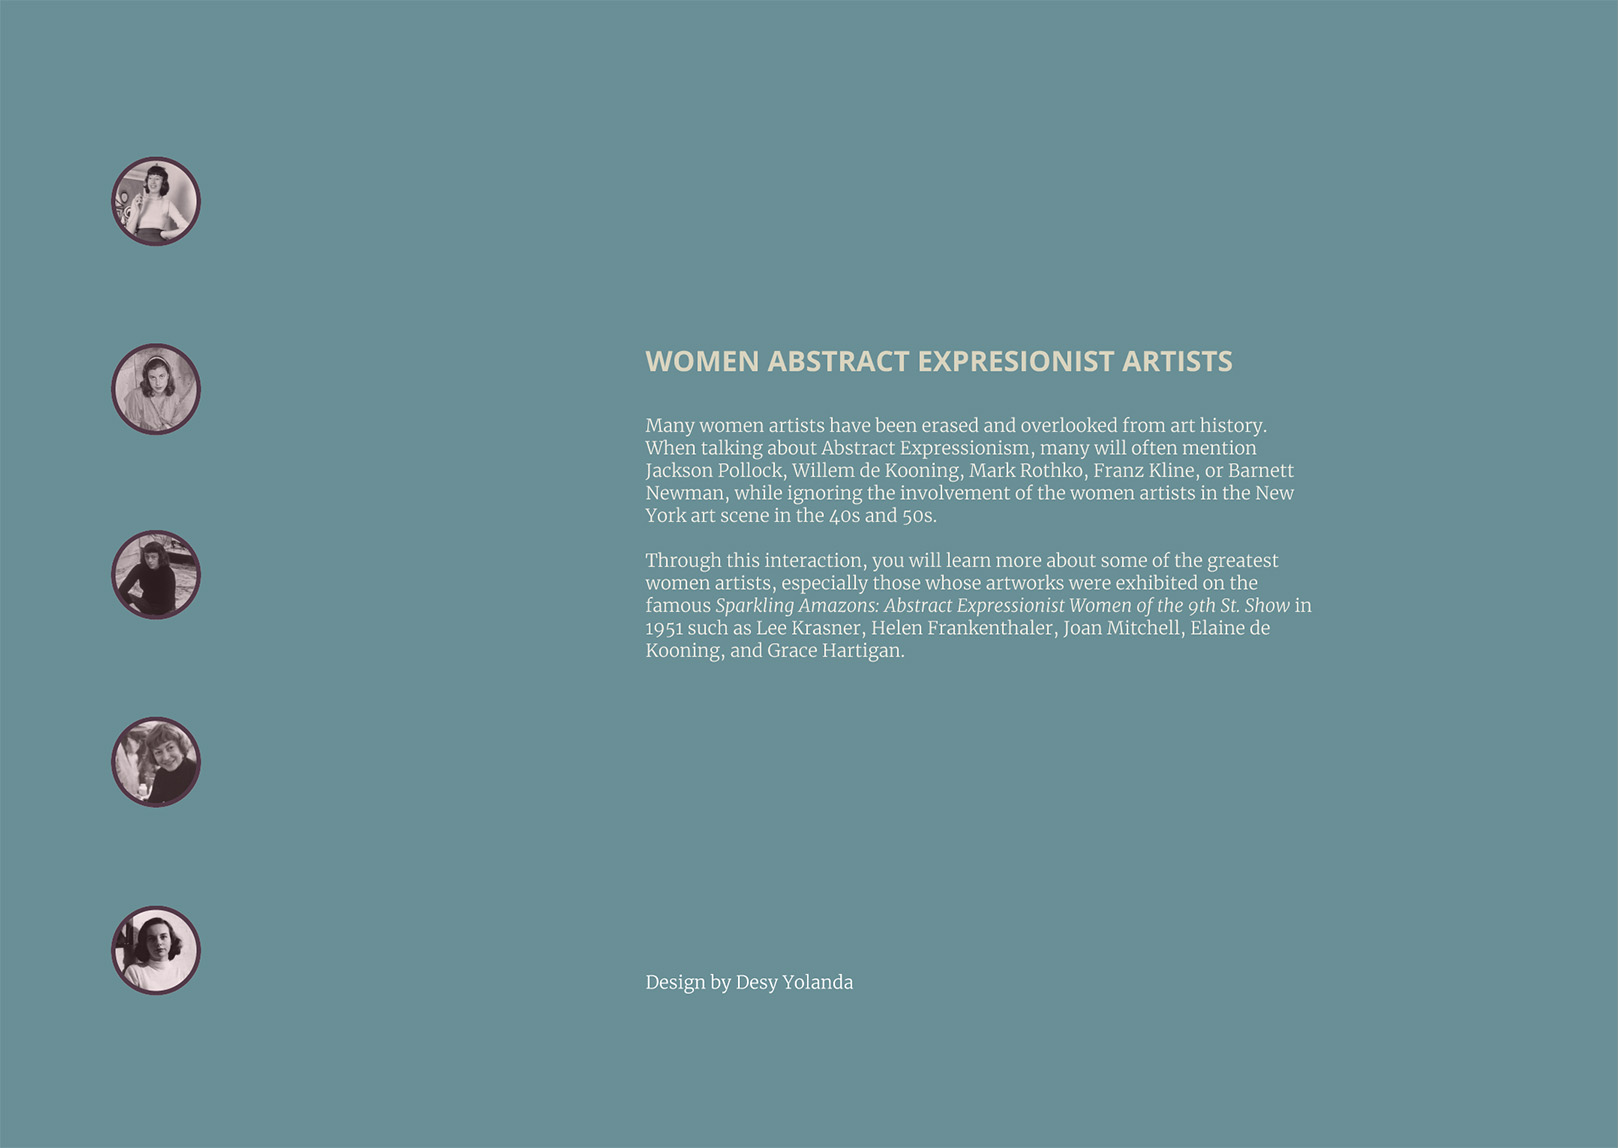 WOMEN ABSTRACT EXPRESIONIST ARTISTS
Many women artists have been erased and overlooked from art history.
When talking about Abstract Expressionism, many will often mention
Jackson Pollock, Willem de Kooning, Mark Rothko, Franz Kline, or Barnett
Newman, while ignoring the involvement of the women artists in the New
York art scene in the 40s and 50s.
Through this interaction, you will learn more about some of the greatest
women artists, especially those whose artworks were exhibited on the
famous Sparkling Amazons: Abstract Expressionist Women of the 9th St. Show in
1951 such as Lee Krasner, Helen Frankenthaler, Joan Mitchell, Elaine de
Kooning, and Grace Hartigan.
Design by Desy Yolanda